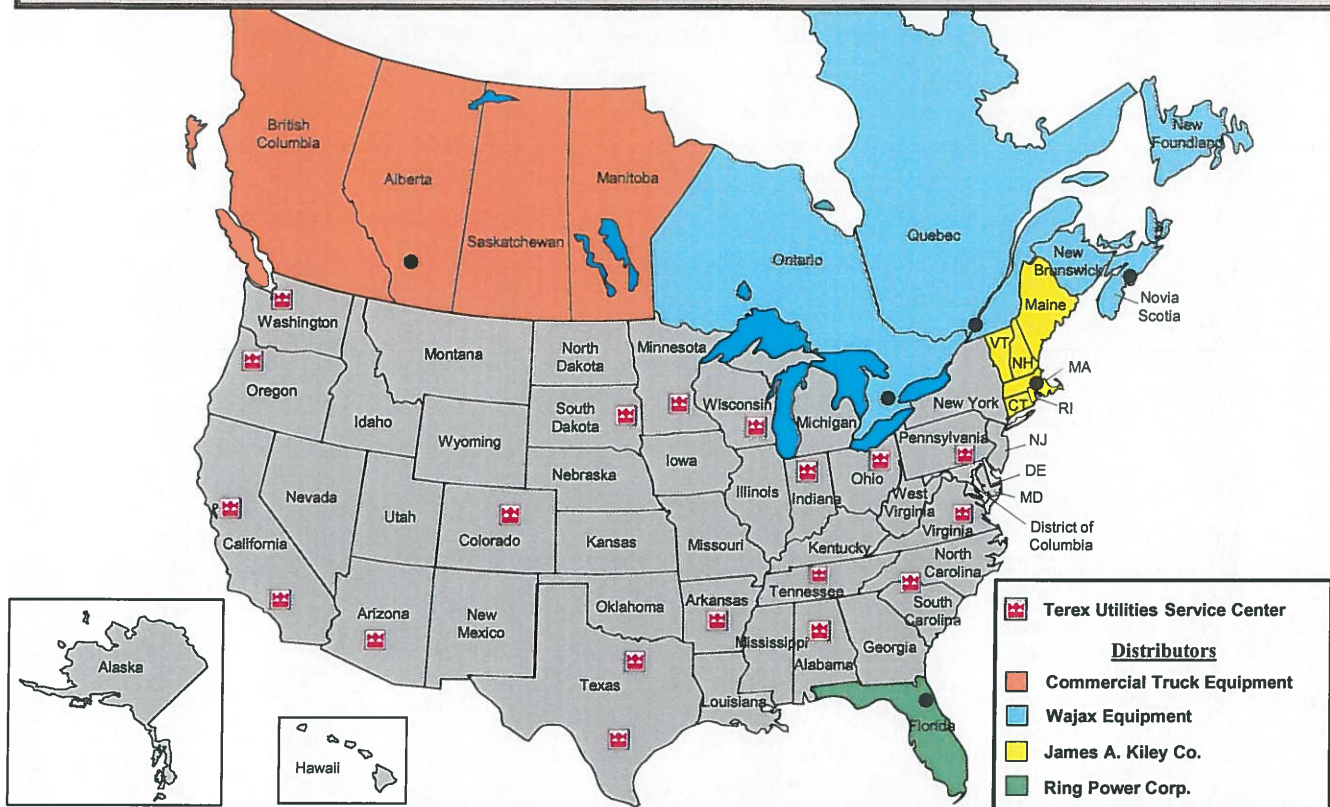 British
Columbia
Alberta
Saskatchewan
Manitoba
Ontario
Quebec
New
Foundland
New
Brunswick
Novia
Scotia
Maine
VT
NH
MA
CT
RI
Washington
Oregon
Idaho
Montana
North
Dakota
South
Dakota
Minnesota
Wisconsin
Michigan
New York
Pennsylvania
NJ
DE
MD
District of
Columbia
Wyoming
Nebraska
Iowa
Illinois
Indiana
Ohio
West
Virginia
Virginia
California
Nevada
Utah
Colorado
Kansas
Missouri
Kentucky
North
Carolina
Tennessee
South
Carolina
Arizona
New
Mexico
Oklahoma
Arkansas
Mississippi
Alabama
Georgia
Texas
Louisiana
Florida
Alaska
Hawaii
Terex Utilities Service Center
Distributors
Commercial Truck Equipment
Wajax Equipment
James A. Kiley Co.
Ring Power Corp.